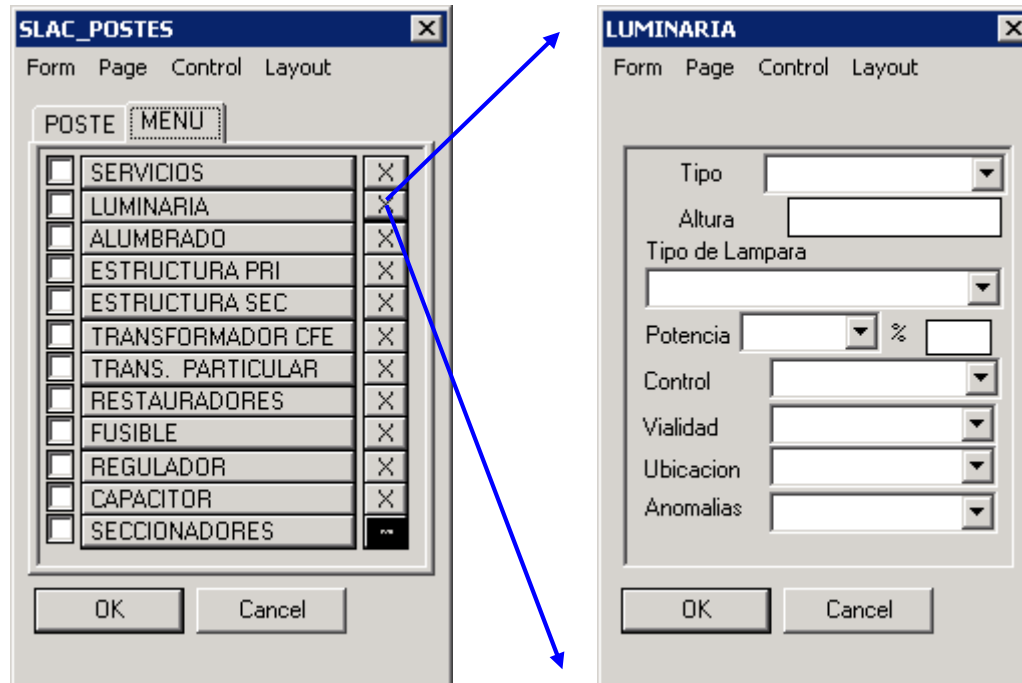 SLAC_POSTES
Form Page Control Layout
POSTE MENU
SERVICIOS X
LUMINARIA X
ALUMBRADO X
ESTRUCTURA PRI X
ESTRUCTURA SEC X
TRANSFORMADOR CFE X
TRANS. PARTICULAR X
RESTAURADORES X
FUSIBLE X
REGULADOR X
CAPACITOR X
SECCIONADORES
OK Cancel
LUMINARIA
Form Page Control Layout
Tipo
Altura
Tipo de Lampara
Potencia %
Control
Vialidad
Ubicacion
Anomalias
OK Cancel